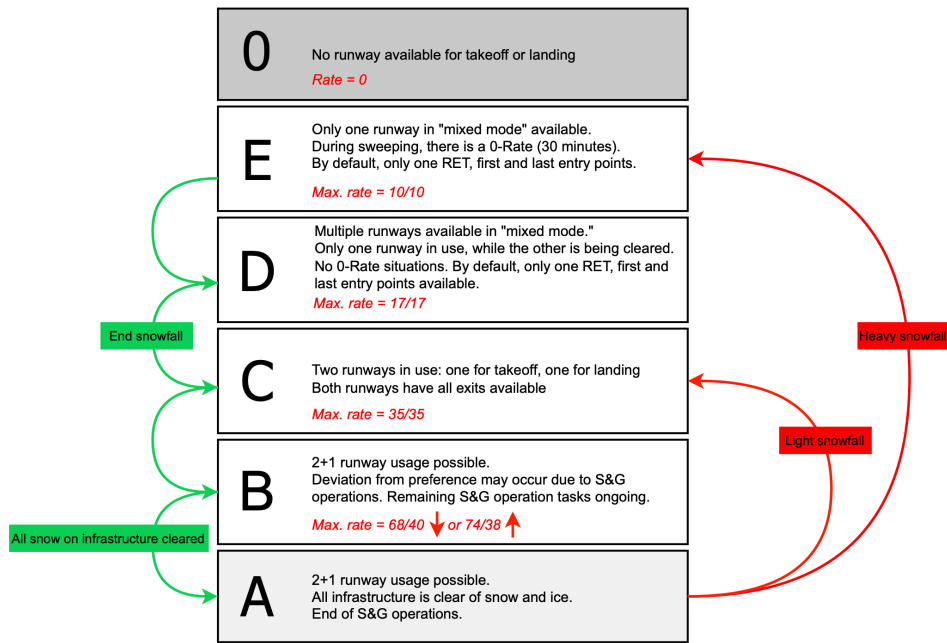 0
No runway available for takeoff or landing
Rate = 0
E
Only one runway in "mixed mode" available.
During sweeping, there is a 0-Rate (30 minutes).
By default, only one RET, first and last entry points.
Max. rate = 10/10
D
Multiple runways available in "mixed mode."
Only one runway in use, while the other is being cleared.
No 0-Rate situations. By default, only one RET, first and
last entry points available.
Max. rate = 17/17
End snowfall
Heavy snowfall
C
Two runways in use: one for takeoff, one for landing
Both runways have all exits available
Max. rate = 35/35
Light snowfall
B
2+1 runway usage possible.
Deviation from preference may occur due to S&G
operations. Remaining S&G operation tasks ongoing.
Max. rate = 68/40 or 74/38
All snow on infrastructure cleared
A
2+1 runway usage possible.
All infrastructure is clear of snow and ice.
End of S&G operations.